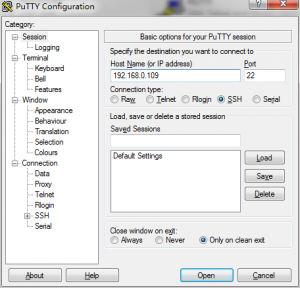 PuTTY Configuration
Category:
Session
Logging
Terminal
Keyboard
Bell
Features
Window
Appearance
Behaviour
Translation
Selection
Colours
Connection
Data
Proxy
Telnet
Rlogin
SSH
Serial
Basic options for your PuTTY session
Specify the destination you want to connect to
Host Name (or IP address) Port
192.168.0.109 22
Connection type:
Raw Telnet Rlogin SSH Serial
Load, save or delete a stored session
Saved Sessions
Default Settings
Load
Save
Delete
Close window on exit:
Always Never Only on clean exit
About Help Open Cancel